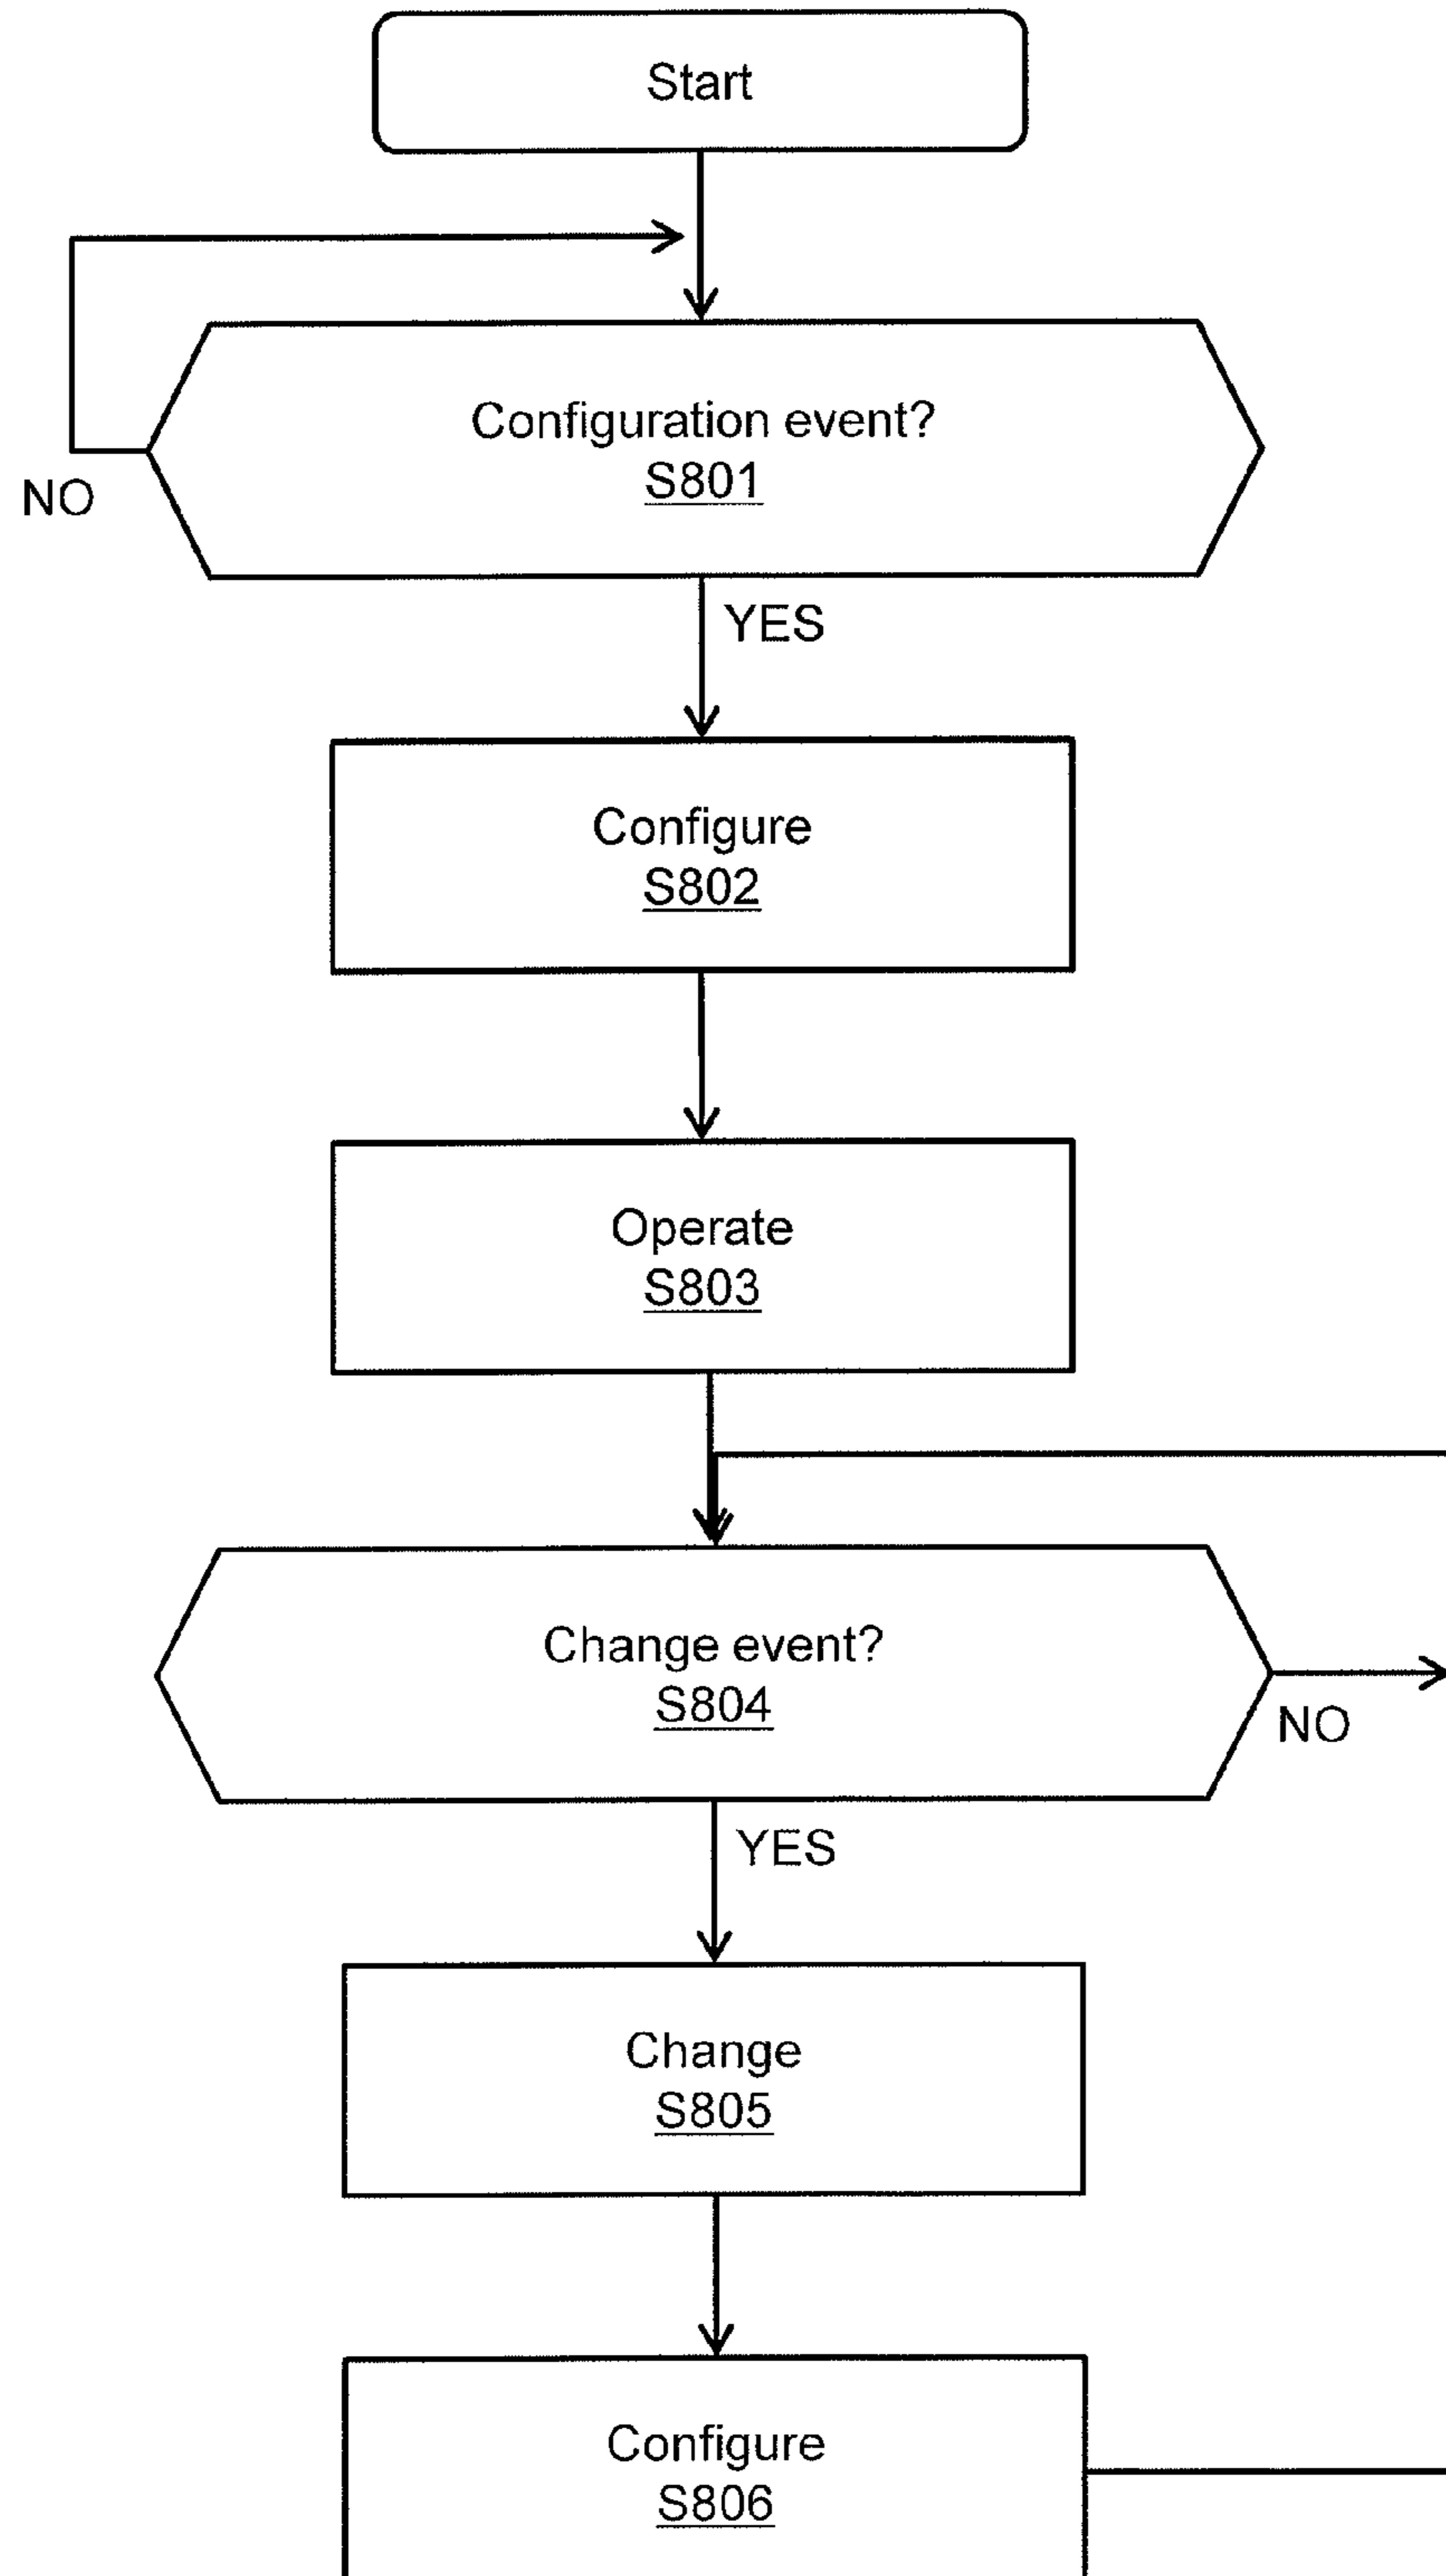 Start
Configuration event?
S801
NO
YES
Configure
S802
Operate
S803
Change event?
S804
NO
YES
Change
S805
Configure
S806